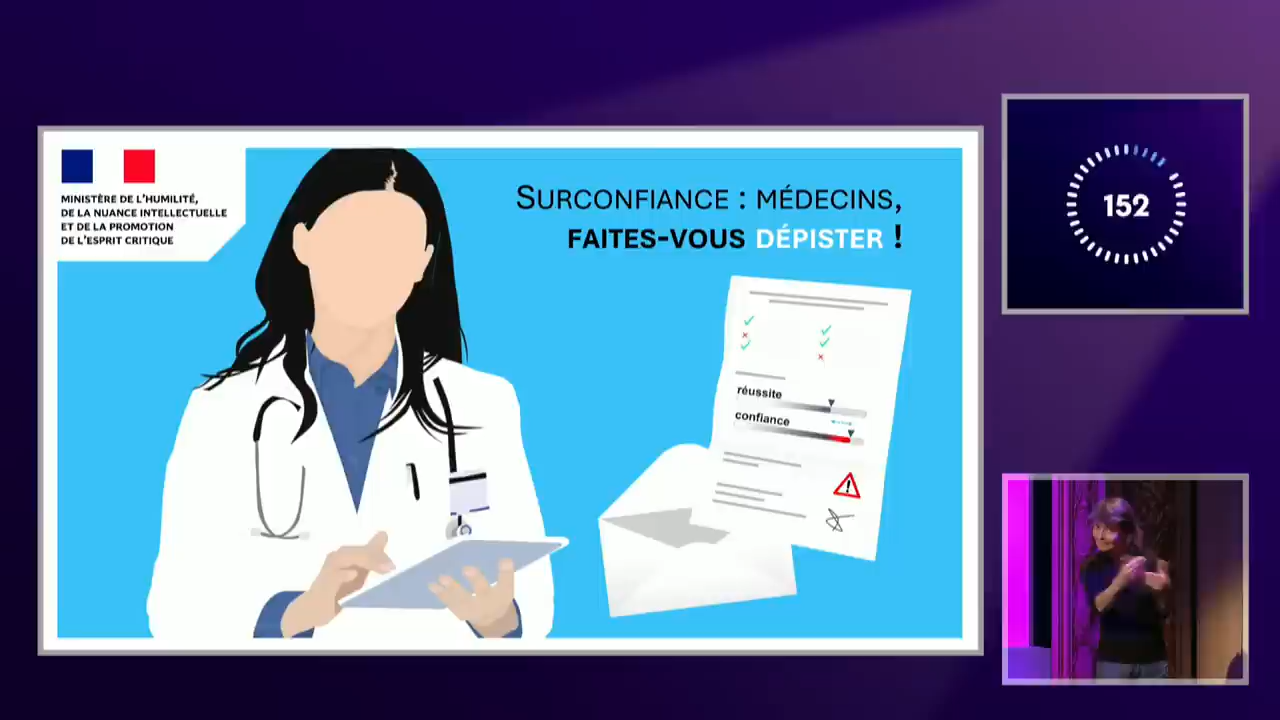 MINISTÈRE DE L'HUMILITÉ,
DE LA NUANCE INTELLECTUELLE
ET DE LA PROMOTION
DE L'ESPRIT CRITIQUE
SURCONFIANCE : MÉDECINS,
FAITES-VOUS DÉPISTER !
réussite
confiance
152